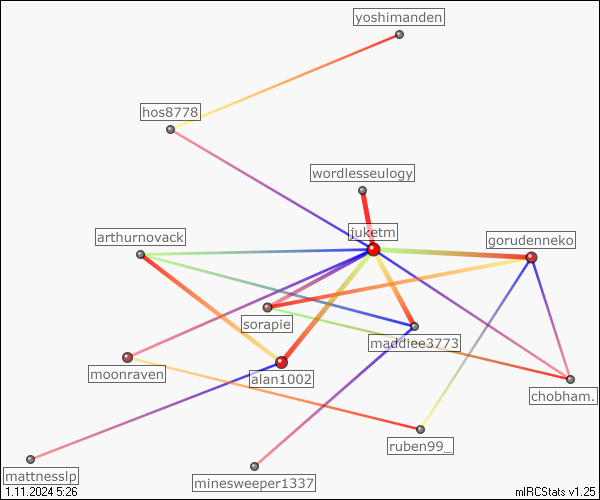 yoshimanden
hos8778
wordlesseulogy
juketm
arthurnovack
gorudenneko
sorapie
maddiee3773
moonraven
alan1002
chobham.
ruben99_
mattnesslp
minesweeper1337
1.11.2024 5:26
mIRCStats v1.25